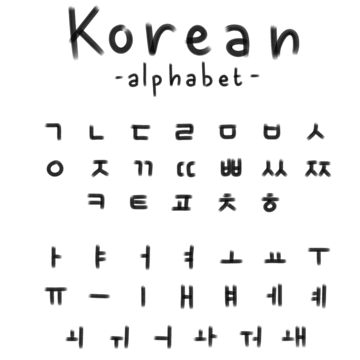 Korean
-alphabet-
ㄱ ㄴ ㄷ ㄹ ㅁ ㅂ ㅅ
ㅇ ㅈ ㄲ ㄸ ㅃ ㅆ ㅉ
ㅋ ㅌ ㅍ ㅊ ㅎ
ㅏ ㅑ ㅓ ㅕ ㅗ ㅛ ㅜ
ㅠ ㅡ ㅣ ㅐ ㅒ ㅔ ㅖ
ㅚ ㅟ ㅢ ㅘ ㅝ ㅙ